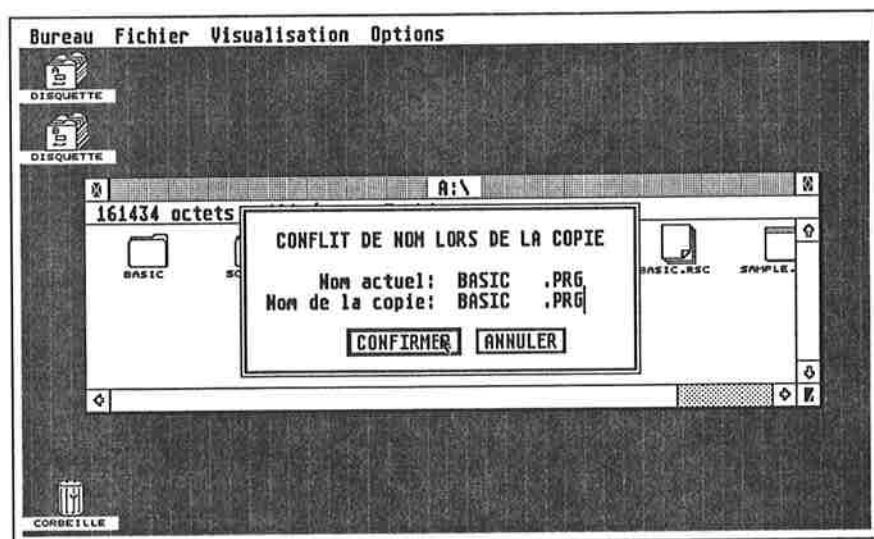 Bureau Fichier Visualisation Options
DISQUETTE
DISQUETTE
A:\
161434 octets
CONFLIT DE NOM LORS DE LA COPIE
BASIC
BASIC.RSC
SAMPLE.
Nom actuel: BASIC .PRG
Nom de la copie: BASIC .PRG
CONFIRMER ANNULER
CORBEILLE